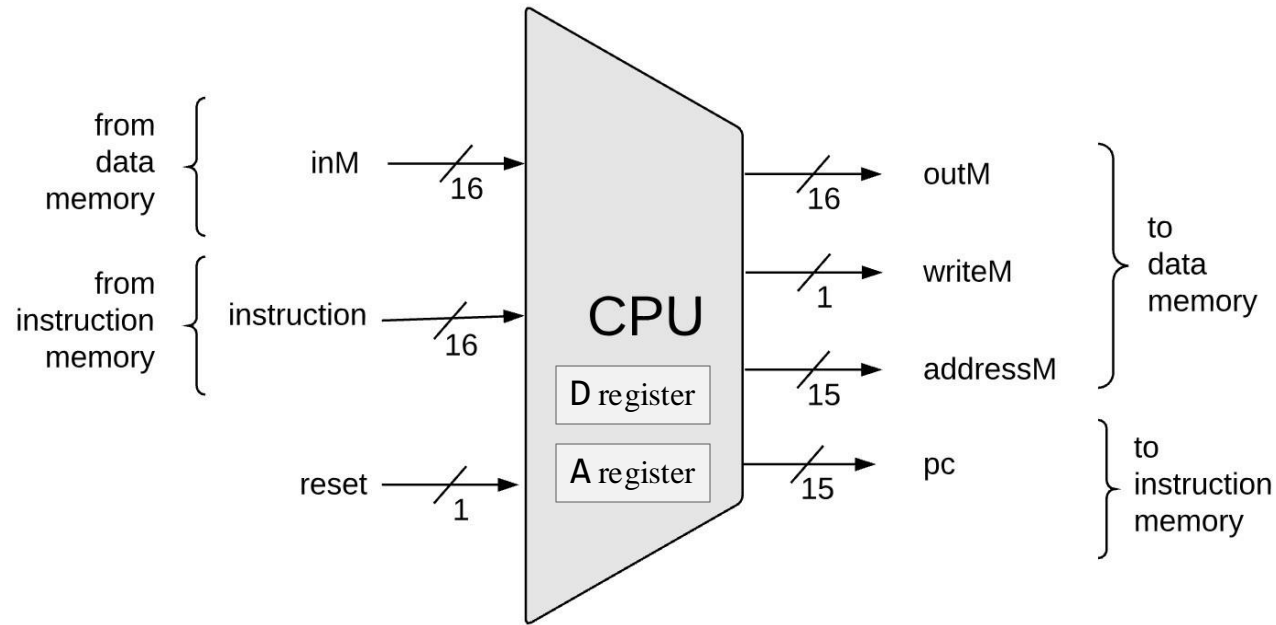 from
data
memory
inM
16
from
instruction
memory
instruction
16
reset
1
CPU
D register
A register
16
outM
1
writeM
15
addressM
to
data
memory
15
pc
to
instruction
memory